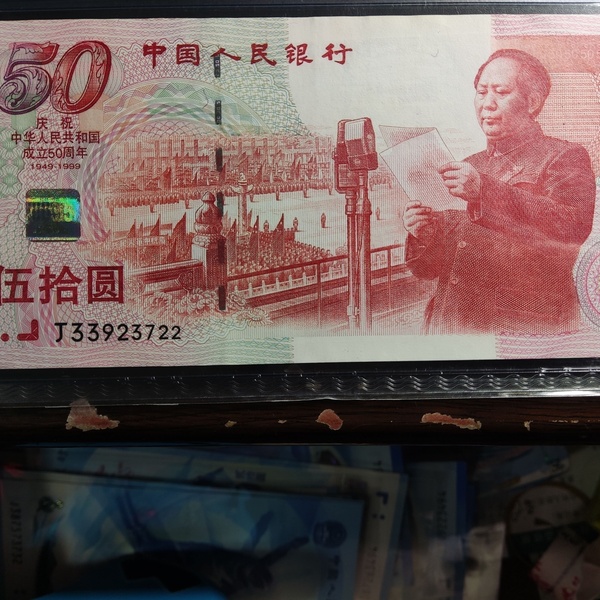 50
中国人民银行
庆祝
中华人民共和国
成立50周年
1949-1999
伍拾圆
J33923722